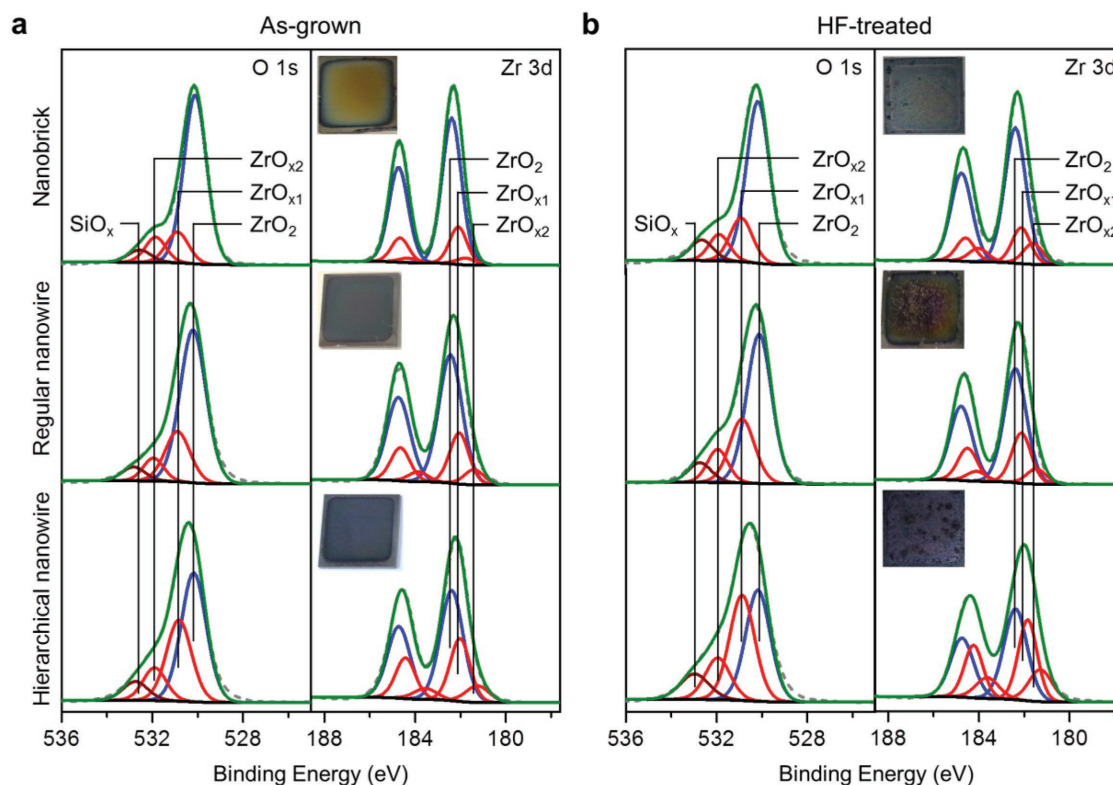 a As-grown
b HF-treated
O 1s
Zr 3d
O 1s
Zr 3d
Nanobrick
ZrOx2
ZrOx1
SiOx
ZrO2
ZrO2
ZrOx1
ZrOx2
ZrOx2
ZrOx1
SiOx
ZrO2
ZrO2
ZrOx1
ZrOx2
Regular nanowire
Hierarchical nanowire
536 532 528 188 184 180
536 532 528 188 184 180
Binding Energy (eV)
Binding Energy (eV)